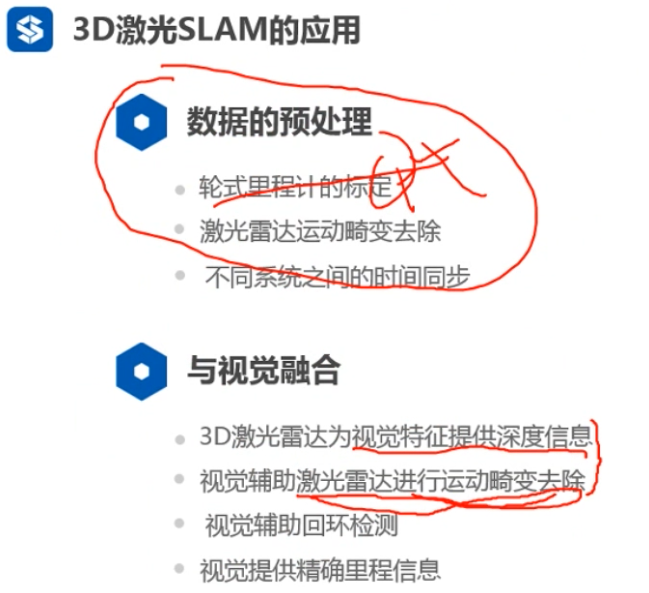 3D激光SLAM的应用
数据的预处理
轮式里程计的标定
激光雷达运动畸变去除
不同系统之间的时间同步
与视觉融合
3D激光雷达为视觉特征提供深度信息
视觉辅助激光雷达进行运动畸变去除
视觉辅助回环检测
视觉提供精确里程信息